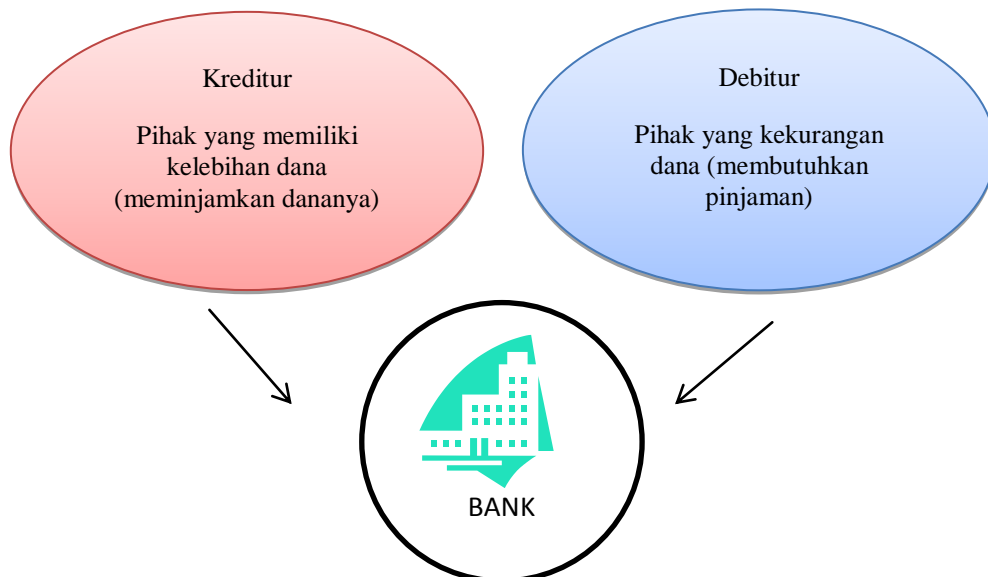 Kreditur
Pihak yang memiliki
kelebihan dana
(meminjamkan dananya)
Debitur
Pihak yang kekurangan
dana (membutuhkan
pinjaman)
BANK